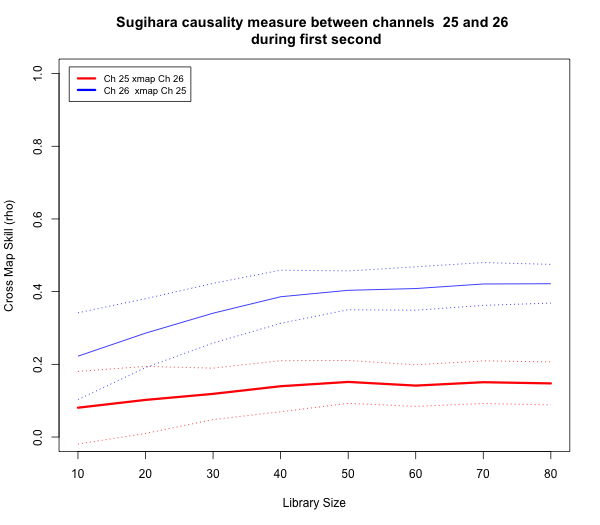 Sugihara causality measure between channels  25 and 26
during first second
Ch 25 xmap Ch 26
Ch 26  xmap Ch 25
Cross Map Skill (rho)
1.0
0.8
0.6
0.4
0.2
0.0
10 20 30 40 50 60 70 80
Library Size